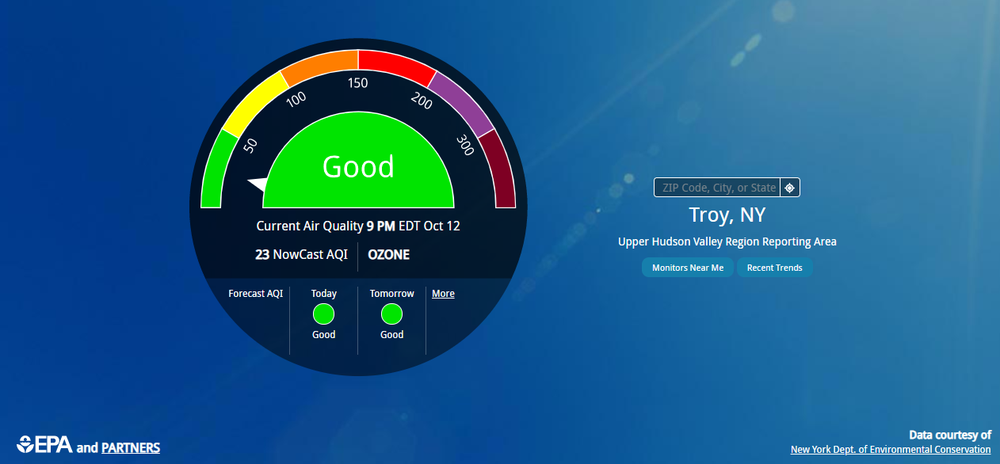 50
100
150
200
300
Good
Current Air Quality 9 PM EDT Oct 12
23 NowCast AQI OZONE
Forecast AQI Today Tomorrow More
Good Good
ZIP Code, City, or State
Troy, NY
Upper Hudson Valley Region Reporting Area
Monitors Near Me Recent Trends
EPA and PARTNERS
Data courtesy of
New York Dept. of Environmental Conservation